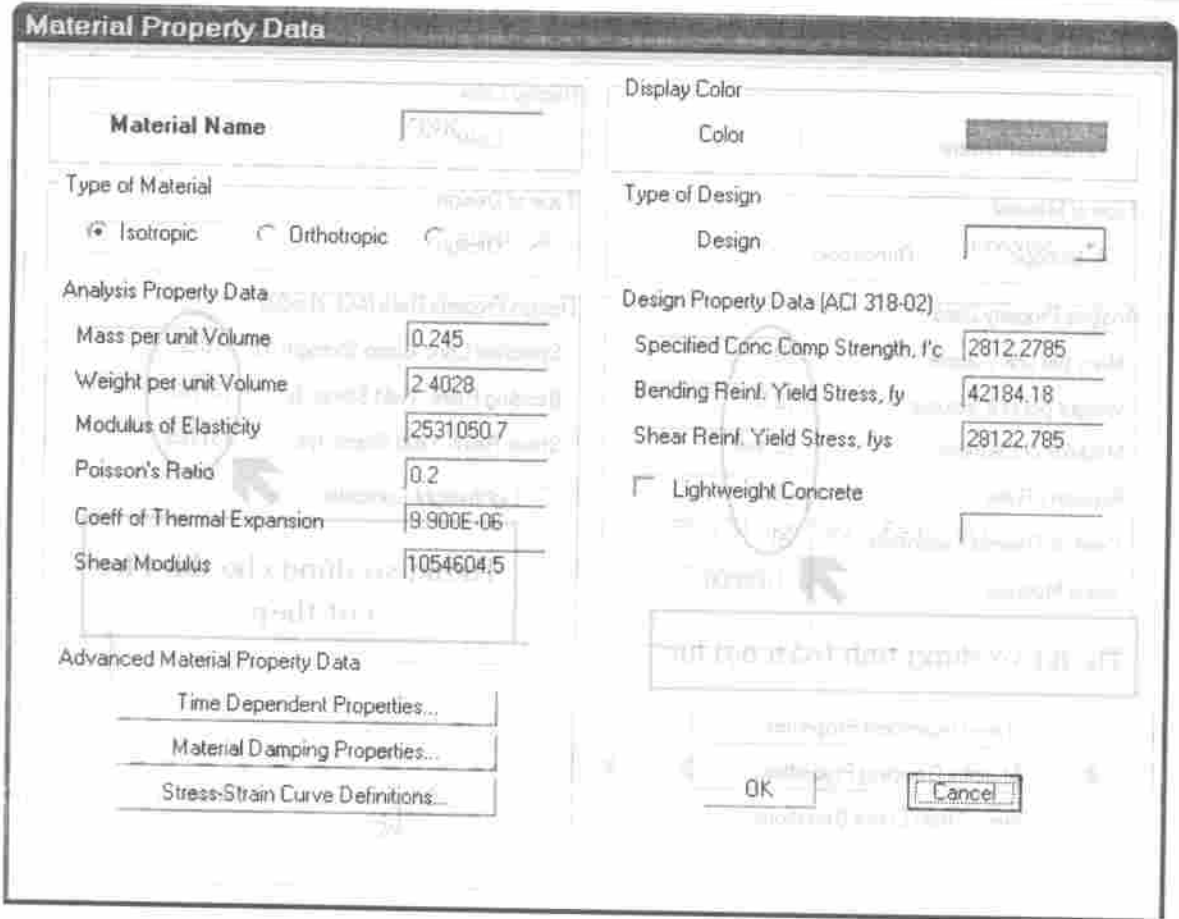 Material Property Data
Material Name
Display Color
Color
Type of Material
Isotropic Orthotropic
Type of Design
Design
Analysis Property Data
Mass per unit Volume 0.245
Weight per unit Volume 2.4028
Modulus of Elasticity 2531050.7
Poisson's Ratio 0.2
Coeff of Thermal Expansion 9.900E-06
Shear Modulus 1054604.5
Design Property Data (ACI 318-02)
Specified Conc Comp Strength, f'c 2812.2785
Bending Reinf. Yield Stress, fy 42184.18
Shear Reinf. Yield Stress, fys 28122.785
Lightweight Concrete
Advanced Material Property Data
Time Dependent Properties...
Material Damping Properties...
Stress-Strain Curve Definitions...
OK Cancel